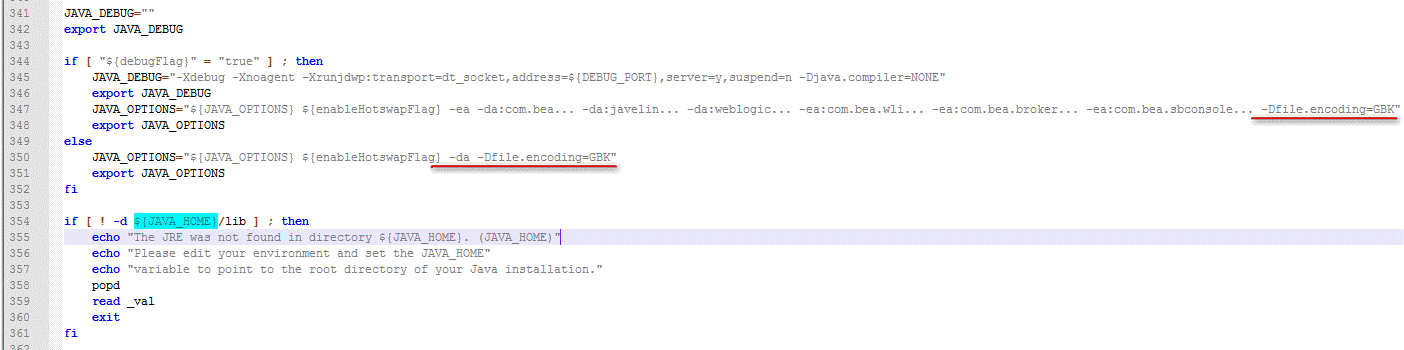 341 JAVA_DEBUG=""
342 export JAVA_DEBUG
343
344 if [ "${debugFlag}" = "true" ] ; then
345 JAVA_DEBUG="-Xdebug -Xnoagent -Xrunjdwp:transport=dt_socket,address=${DEBUG_PORT},server=y,suspend=n -Djava.compiler=NONE"
346 export JAVA_DEBUG
347 JAVA_OPTIONS="${JAVA_OPTIONS} ${enableHotswapFlag} -ea -da:com.bea... -da:javelin... -da:weblogic... -ea:com.bea.wli... -ea:com.bea.broker... -ea:com.bea.sbconsole... -Dfile.encoding=GBK"
348 export JAVA_OPTIONS
349 else
350 JAVA_OPTIONS="${JAVA_OPTIONS} ${enableHotswapFlag} -da -Dfile.encoding=GBK"
351 export JAVA_OPTIONS
352 fi
353
354 if [ ! -d ${JAVA_HOME}/lib ] ; then
355 echo "The JRE was not found in directory ${JAVA_HOME}. (JAVA_HOME)"
356 echo "Please edit your environment and set the JAVA_HOME"
357 echo "variable to point to the root directory of your Java installation."
358 popd
359 read _val
360 exit
361 fi